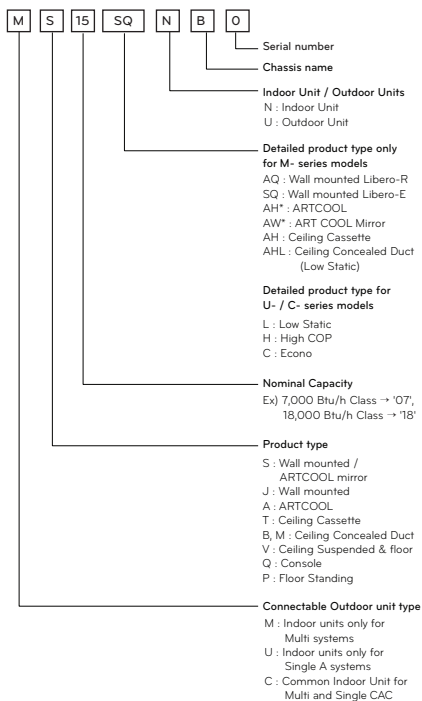 M S 15 SQ N B 0
Serial number
Chassis name
Indoor Unit / Outdoor Units
N : Indoor Unit
U : Outdoor Unit
Detailed product type only
for M- series models
AQ : Wall mounted Libero-R
SQ : Wall mounted Libero-E
AH* : ARTCOOL
AW* : ART COOL Mirror
AH : Ceiling Cassette
AHL : Ceiling Concealed Duct
(Low Static)
Detailed product type for
U- / C- series models
L : Low Static
H : High COP
C : Econo
Nominal Capacity
Ex) 7,000 Btu/h Class → '07',
18,000 Btu/h Class → '18'
Product type
S : Wall mounted /
ARTCOOL mirror
J : Wall mounted
A : ARTCOOL
T : Ceiling Cassette
B, M : Ceiling Concealed Duct
V : Ceiling Suspended & floor
Q : Console
P : Floor Standing
Connectable Outdoor unit type
M : Indoor units only for
Multi systems
U : Indoor units only for
Single A systems
C : Common Indoor Unit for
Multi and Single CAC